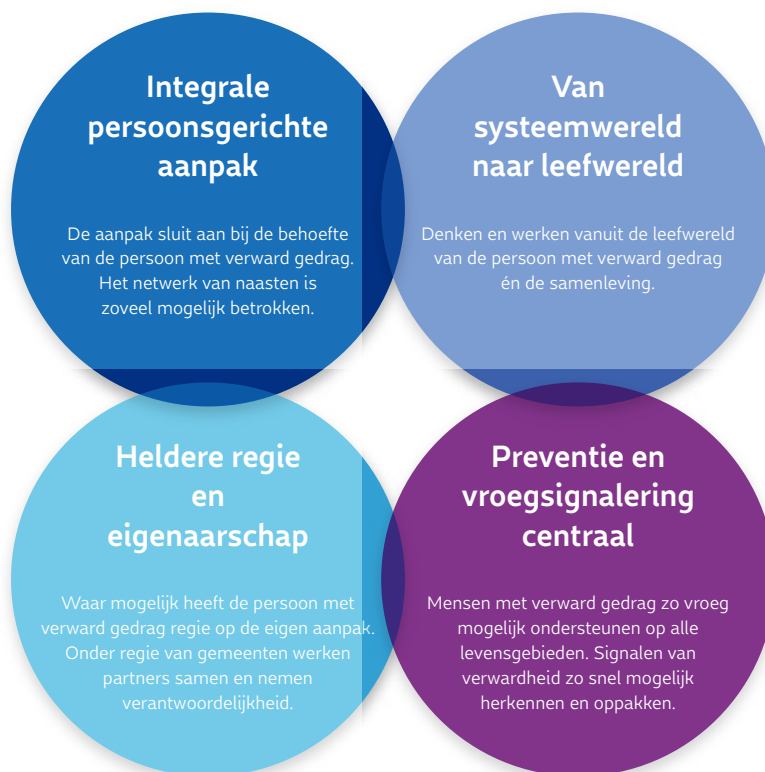 Integrale
persoonsgerichte
aanpak
De aanpak sluit aan bij de behoefte
van de persoon met verward gedrag.
Het netwerk van naasten is
zoveel mogelijk betrokken.
Van
systeemwereld
naar leefwereld
Denken en werken vanuit de leefwereld
van de persoon met verward gedrag
én de samenleving.
Heldere regie
en
eigenaarschap
Waar mogelijk heeft de persoon met
verward gedrag regie op de eigen aanpak.
Onder regie van gemeenten werken
partners samen en nemen
verantwoordelijkheid.
Preventie en
vroegsignalering
centraal
Mensen met verward gedrag zo vroeg
mogelijk ondersteunen op alle
levensgebieden. Signalen van
verwardheid zo snel mogelijk
herkennen en oppakken.